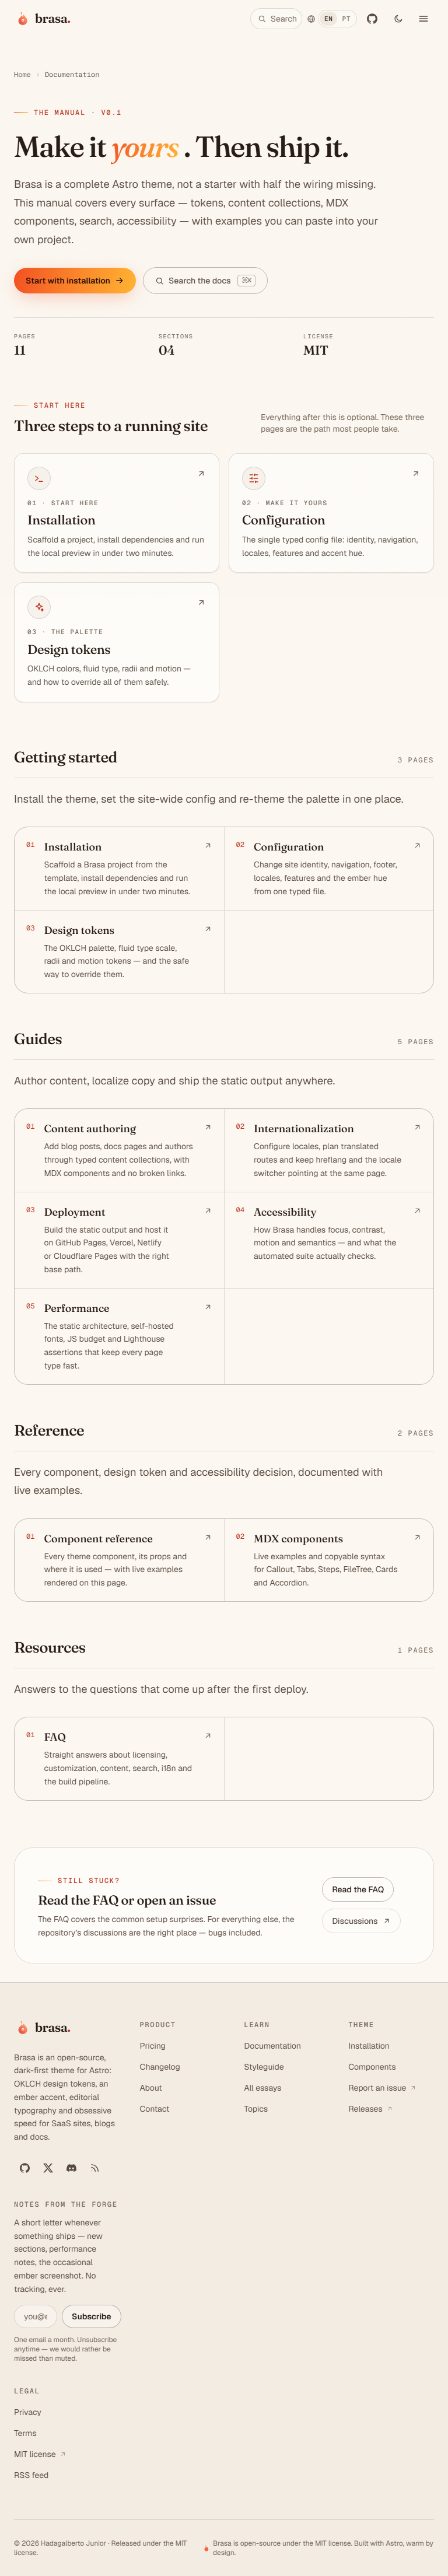 brasa.
Search
EN PT
Home > Documentation
THE MANUAL · V0.1
Make it yours . Then ship it.
Brasa is a complete Astro theme, not a starter with half the wiring missing.
This manual covers every surface — tokens, content collections, MDX
components, search, accessibility — with examples you can paste into your
own project.
Start with installation →
Search the docs ⌘K
PAGES
11
SECTIONS
04
LICENSE
MIT
START HERE
Three steps to a running site
Everything after this is optional. These three
pages are the path most people take.
01 · START HERE
Installation
Scaffold a project, install dependencies and run
the local preview in under two minutes.
02 · MAKE IT YOURS
Configuration
The single typed config file: identity, navigation,
locales, features and accent hue.
03 · THE PALETTE
Design tokens
OKLCH colors, fluid type, radii and motion —
and how to override all of them safely.
Getting started
3 PAGES
Install the theme, set the site-wide config and re-theme the palette in one place.
01 Installation
Scaffold a Brasa project from the
template, install dependencies and run
the local preview in under two minutes.
02 Configuration
Change site identity, navigation, footer,
locales, features and the ember hue
from one typed file.
03 Design tokens
The OKLCH palette, fluid type scale,
radii and motion tokens — and the safe
way to override them.
Guides
5 PAGES
Author content, localize copy and ship the static output anywhere.
01 Content authoring
Add blog posts, docs pages and authors
through typed content collections, with
MDX components and no broken links.
02 Internationalization
Configure locales, plan translated
routes and keep hreflang and the locale
switcher pointing at the same page.
03 Deployment
Build the static output and host it
on GitHub Pages, Vercel, Netlify
or Cloudflare Pages with the right
base path.
04 Accessibility
How Brasa handles focus, contrast,
motion and semantics — and what the
automated suite actually checks.
05 Performance
The static architecture, self-hosted
fonts, JS budget and Lighthouse
assertions that keep every page
type fast.
Reference
2 PAGES
Every component, design token and accessibility decision, documented with
live examples.
01 Component reference
Every theme component, its props and
where it is used — with live examples
rendered on this page.
02 MDX components
Live examples and copyable syntax
for Callout, Tabs, Steps, FileTree, Cards
and Accordion.
Resources
1 PAGES
Answers to the questions that come up after the first deploy.
01 FAQ
Straight answers about licensing,
customization, content, search, i18n and
the build pipeline.
STILL STUCK?
Read the FAQ or open an issue
The FAQ covers the common setup surprises. For everything else, the
repository's discussions are the right place — bugs included.
Read the FAQ
Discussions ↗
brasa.
Brasa is an open-source,
dark-first theme for Astro:
OKLCH design tokens, an
ember accent, editorial
typography and obsessive
speed for SaaS sites, blogs
and docs.
PRODUCT
Pricing
Changelog
About
Contact
LEARN
Documentation
Styleguide
All essays
Topics
THEME
Installation
Components
Report an issue ↗
Releases ↗
NOTES FROM THE FORGE
A short letter whenever
something ships — new
sections, performance
notes, the occasional
ember screenshot. No
tracking, ever.
you@e
Subscribe
One email a month. Unsubscribe
anytime — we would rather be
missed than muted.
LEGAL
Privacy
Terms
MIT license ↗
RSS feed
© 2026 Hadagalberto Junior · Released under the MIT
license.
Brasa is open-source under the MIT license. Built with Astro, warm by
design.